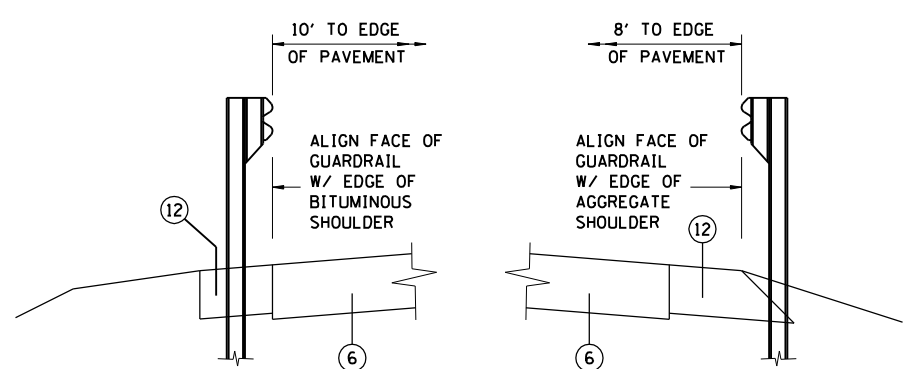 10' TO EDGE
OF PAVEMENT
8' TO EDGE
OF PAVEMENT
ALIGN FACE OF
GUARDRAIL
W/ EDGE OF
BITUMINOUS
SHOULDER
ALIGN FACE OF
GUARDRAIL
W/ EDGE OF
AGGREGATE
SHOULDER
12
12
6
6